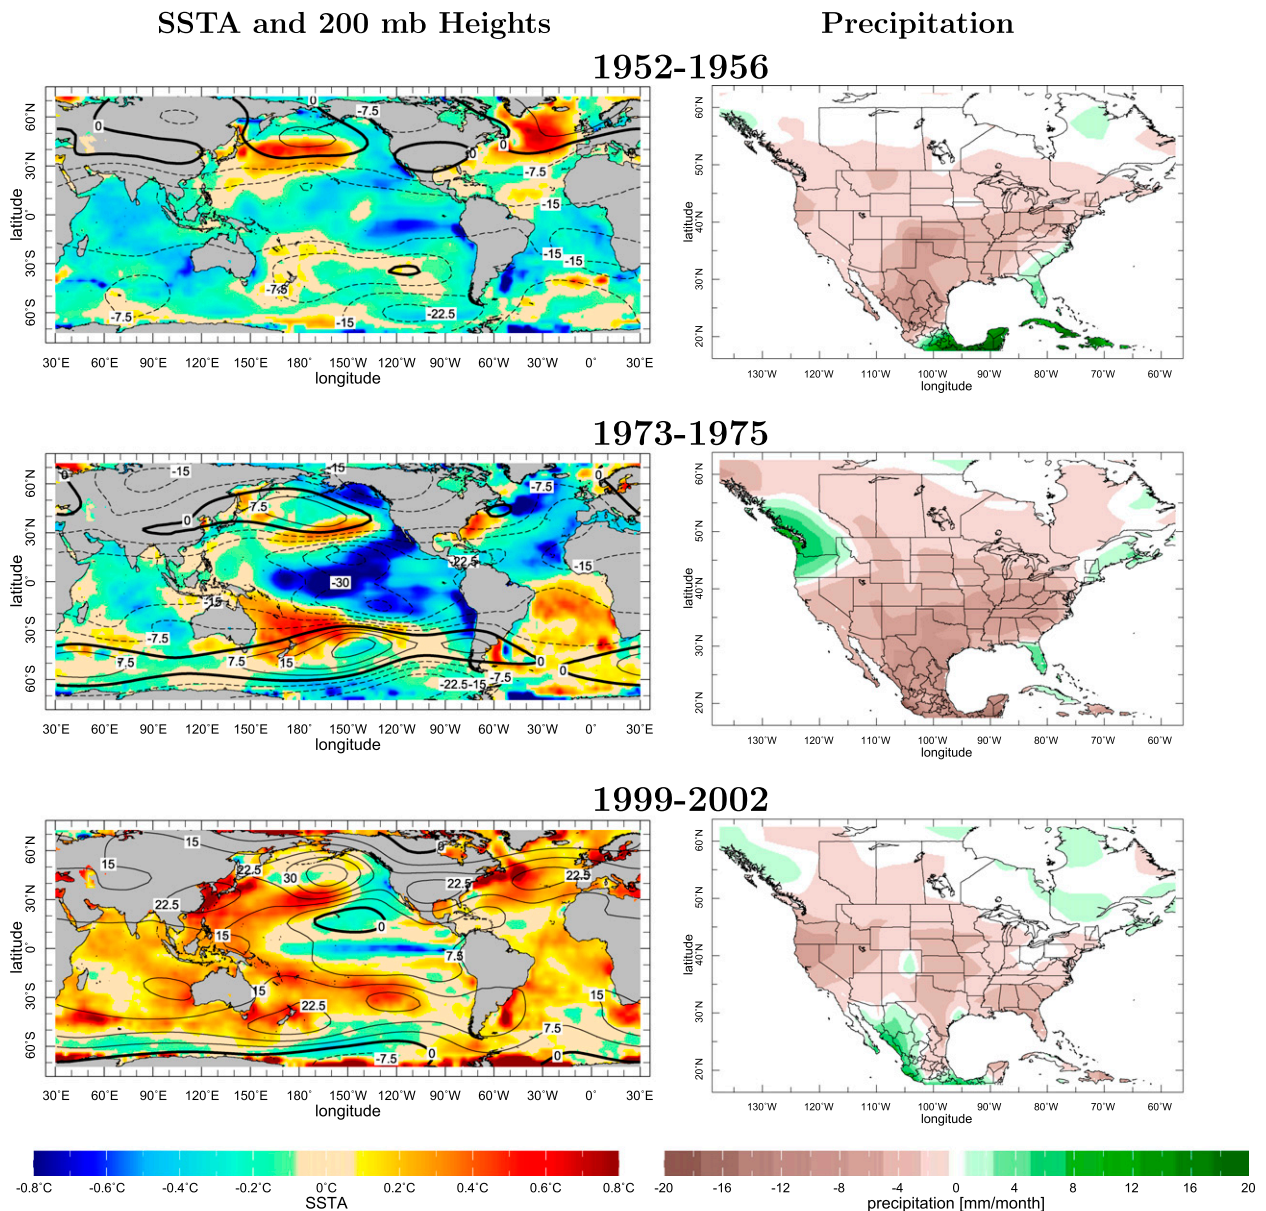 SSTA and 200 mb Heights
Precipitation
1952-1956
60˚N
30˚N
0˚
30˚S
60˚S
latitude
0
0
-7.5
0
0
-7.5
-15
-15
-15
-7.5
-7.5
-15
-22.5
30˚E 60˚E 90˚E 120˚E 150˚E 180˚ 150˚W 120˚W 90˚W 60˚W 30˚W 0˚ 30˚E
longitude
60˚N
50˚N
40˚N
30˚N
20˚N
latitude
130˚W 120˚W 110˚W 100˚W 90˚W 80˚W 70˚W 60˚W
longitude
1973-1975
60˚N
30˚N
0˚
30˚S
60˚S
latitude
0
-15
-15
0
-7.5
7.5
0
-22.5
-15
-30
-15
-7.5
7.5
7.5
15
0
0
-7.5
-22.5
-15
30˚E 60˚E 90˚E 120˚E 150˚E 180˚ 150˚W 120˚W 90˚W 60˚W 30˚W 0˚ 30˚E
longitude
60˚N
50˚N
40˚N
30˚N
20˚N
latitude
130˚W 120˚W 110˚W 100˚W 90˚W 80˚W 70˚W 60˚W
longitude
1999-2002
60˚N
30˚N
0˚
30˚S
60˚S
latitude
15
0
15
22.5
30
22.5
22.5
22.5
15
0
7.5
15
22.5
15
7.5
0
-7.5
0
30˚E 60˚E 90˚E 120˚E 150˚E 180˚ 150˚W 120˚W 90˚W 60˚W 30˚W 0˚ 30˚E
longitude
60˚N
50˚N
40˚N
30˚N
20˚N
latitude
130˚W 120˚W 110˚W 100˚W 90˚W 80˚W 70˚W 60˚W
longitude
-0.8˚C -0.6˚C -0.4˚C -0.2˚C 0.2˚C 0.4˚C 0.6˚C 0.8˚C
SSTA
-20 -16 -12 -8 -4 0 4 8 12 16 20
precipitation [mm/month]